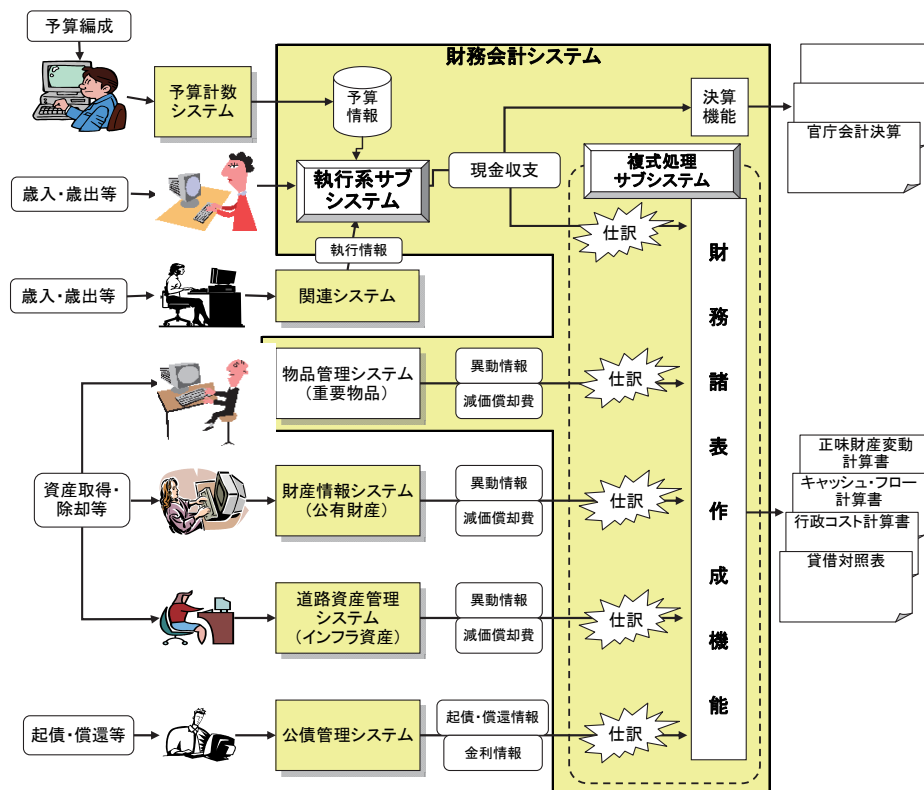 予算編成
財務会計システム
予算計数
システム
予算
情報
決算
機能
官庁会計決算
歳入・歳出等
執行系サブ
システム
現金収支
複式処理
サブシステム
仕訳
執行情報
歳入・歳出等
関連システム
財務諸表作成機能
物品管理システム
(重要物品)
異動情報
減価償却費
仕訳
資産取得・
除却等
財産情報システム
(公有財産)
異動情報
減価償却費
仕訳
正味財産変動
計算書
キャッシュ・フロー
計算書
行政コスト計算書
貸借対照表
道路資産管理
システム
(インフラ資産)
異動情報
減価償却費
仕訳
起債・償還等
公債管理システム
起債・償還情報
金利情報
仕訳